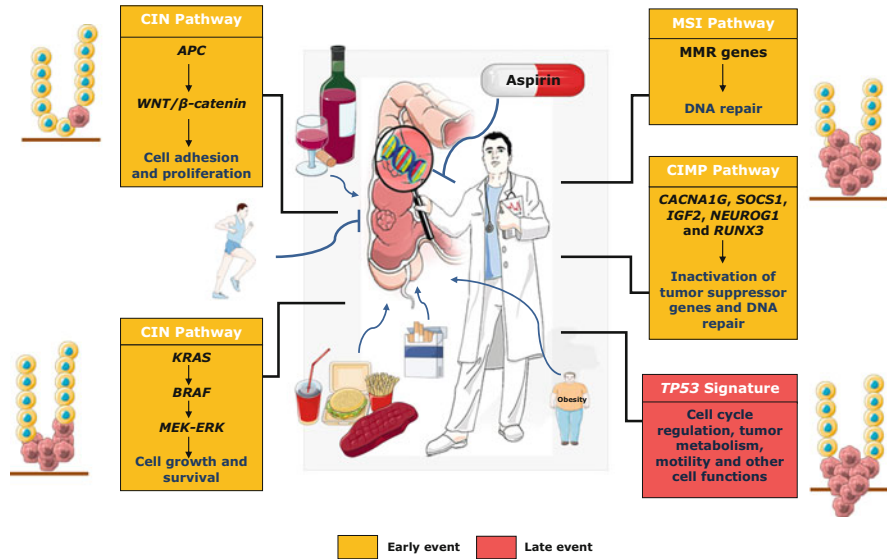 CIN Pathway
APC
WNT/β-catenin
Cell adhesion
and proliferation
Aspirin
MSI Pathway
MMR genes
DNA repair
CIMP Pathway
CACNA1G, SOCS1,
IGF2, NEUROG1
and RUNX3
Inactivation of
tumor suppressor
genes and DNA
repair
CIN Pathway
KRAS
BRAF
MEK-ERK
Cell growth and
survival
Obesity
TP53 Signature
Cell cycle
regulation, tumor
metabolism,
motility and other
cell functions
Early event
Late event